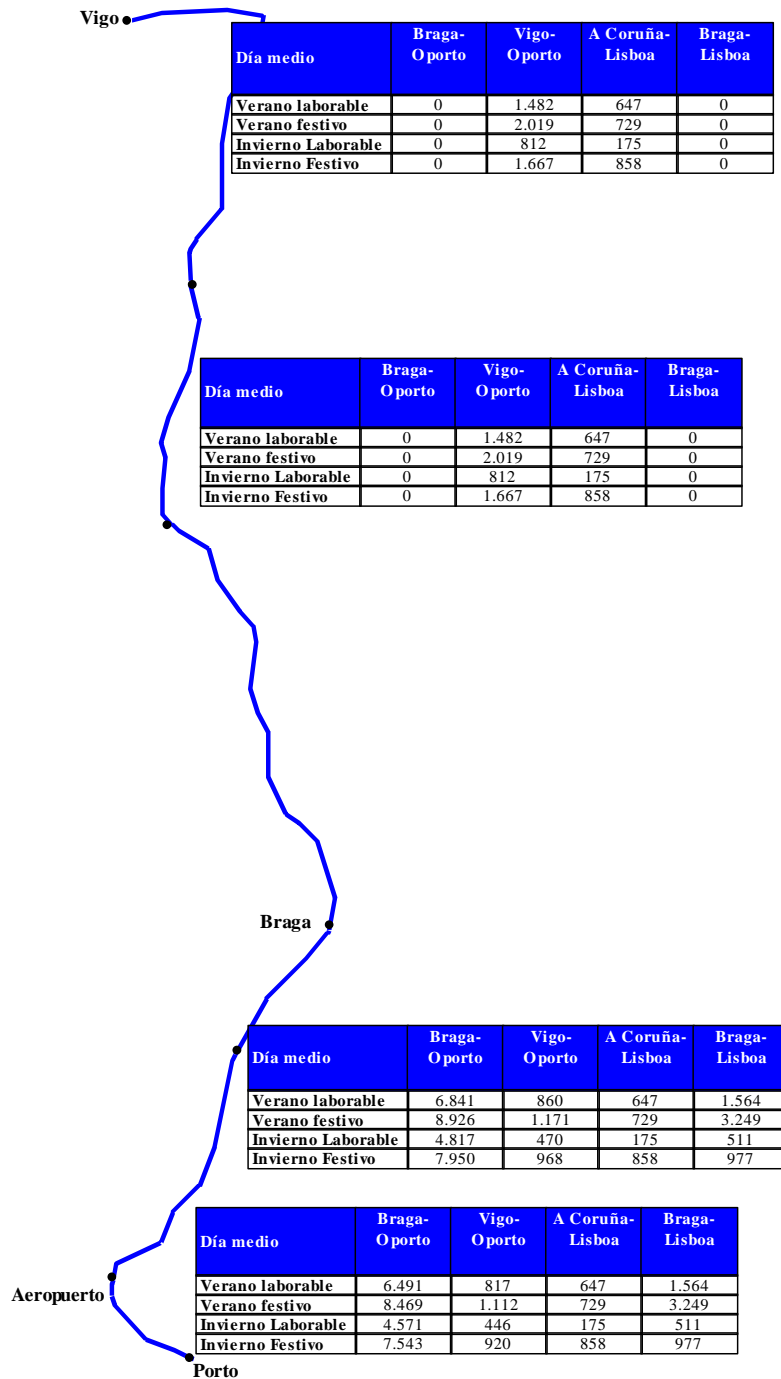 Vigo
Día medio Braga-Oporto Vigo-Oporto A Coruña-Lisboa Braga-Lisboa
Verano laborable 0 1.482 647 0
Verano festivo 0 2.019 729 0
Invierno Laborable 0 812 175 0
Invierno Festivo 0 1.667 858 0
Día medio Braga-Oporto Vigo-Oporto A Coruña-Lisboa Braga-Lisboa
Verano laborable 0 1.482 647 0
Verano festivo 0 2.019 729 0
Invierno Laborable 0 812 175 0
Invierno Festivo 0 1.667 858 0
Braga
Día medio Braga-Oporto Vigo-Oporto A Coruña-Lisboa Braga-Lisboa
Verano laborable 6.841 860 647 1.564
Verano festivo 8.926 1.171 729 3.249
Invierno Laborable 4.817 470 175 511
Invierno Festivo 7.950 968 858 977
Día medio Braga-Oporto Vigo-Oporto A Coruña-Lisboa Braga-Lisboa
Verano laborable 6.491 817 647 1.564
Verano festivo 8.469 1.112 729 3.249
Invierno Laborable 4.571 446 175 511
Invierno Festivo 7.543 920 858 977
Aeropuerto
Porto